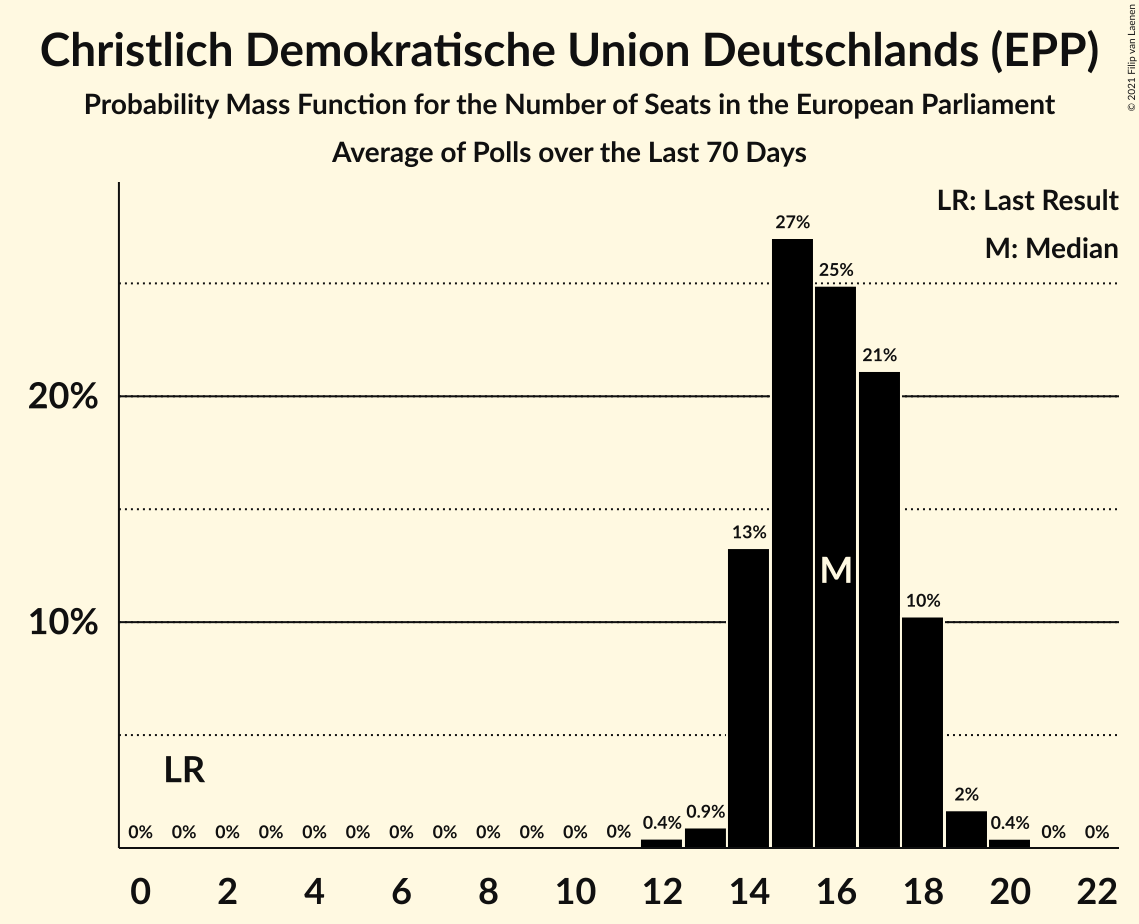 Christlich Demokratische Union Deutschlands (EPP)
Probability Mass Function for the Number of Seats in the European Parliament
Average of Polls over the Last 70 Days
© 2021 Filip van Laenen
LR: Last Result
M: Median
27%
25%
21%
20%
13%
M
10%
10%
LR
2%
0% 0% 0% 0% 0% 0% 0% 0% 0% 0% 0% 0% 0.4% 0.9% 0.4% 0% 0%
0 2 4 6 8 10 12 14 16 18 20 22